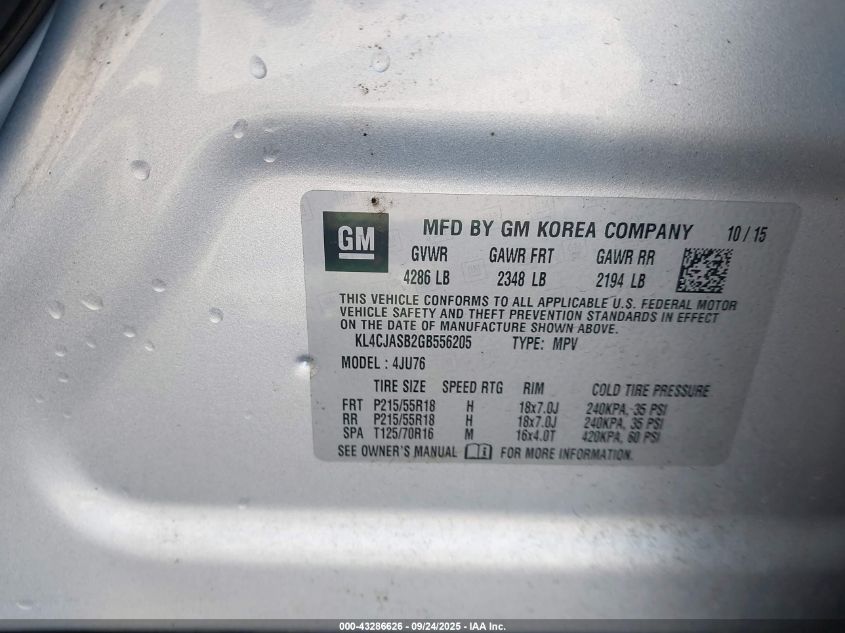 GM MFD BY GM KOREA COMPANY 10/15
GVWR GAWR FRT GAWR RR
4286 LB 2348 LB 2194 LB
THIS VEHICLE CONFORMS TO ALL APPLICABLE U.S. FEDERAL MOTOR
VEHICLE SAFETY AND THEFT PREVENTION STANDARDS IN EFFECT
ON THE DATE OF MANUFACTURE SHOWN ABOVE.
KL4CJASB2GB556205 TYPE: MPV
MODEL : 4JU76
TIRE SIZE SPEED RTG RIM COLD TIRE PRESSURE
FRT P215/55R18 H 18x7.0J 240KPA, 35 PSI
RR P215/55R18 H 18x7.0J 240KPA, 35 PSI
SPA T125/70R16 M 16x4.0T 420KPA, 60 PSI
SEE OWNER'S MANUAL FOR MORE INFORMATION.
000-43286626 - 09/24/2025 - IAA Inc.